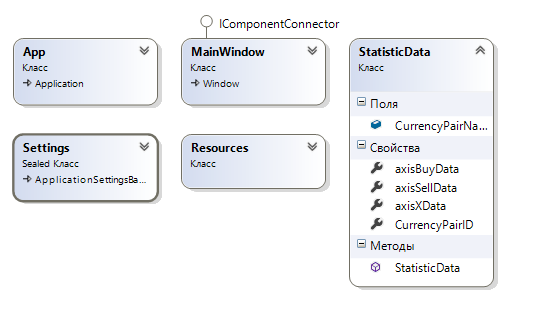 IComponentConnector
App
Класс
Application
MainWindow
Класс
Window
StatisticData
Класс
Поля
CurrencyPairNa...
Свойства
axisBuyData
axisSellData
axisXData
CurrencyPairID
Методы
StatisticData
Settings
Sealed Класс
ApplicationSettingsBa...
Resources
Класс